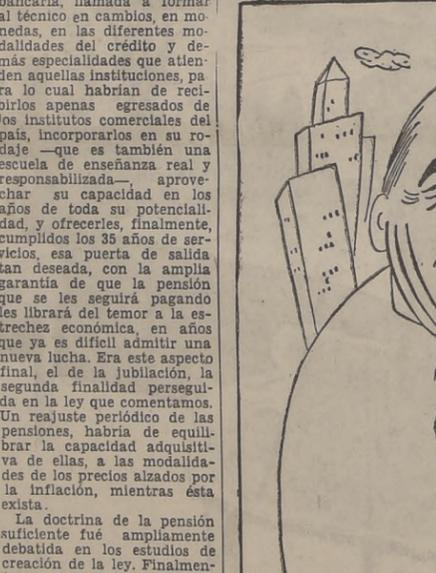 bancaria, llamada a formar
al técnico en cambios, en mo-
nedas, en las diferentes mo-
dalidades del crédito y de-
más especialidades que atien-
den aquellas instituciones, pa
ra lo cual habrían de reci-
birlos apenas egresados de
los institutos comerciales del
país, incorporarlos en su ro-
daje —que es también una
escuela de enseñanza real y
responsabilizada—, aprove-
char su capacidad en los
años de toda su potenciali-
dad, y ofrecerles, finalmente,
cumplidos los 35 años de ser-
vicios, esa puerta de salida
tan deseada, con la amplia
garantía de que la pensión
que se les seguirá pagando
les librará del temor a la es-
trechez económica, en años
que ya es difícil admitir una
nueva lucha. Era este aspecto
final, el de la jubilación, la
segunda finalidad persegui-
da en la ley que comentamos.
Un reajuste periódico de las
pensiones, habría de equili-
brar la capacidad adquisiti-
va de ellas, a las modalida-
des de los precios alzados por
la inflación, mientras ésta
exista.
La doctrina de la pensión
suficiente fué ampliamente
debatida en los estudios de
creación de la ley. Finalmen-